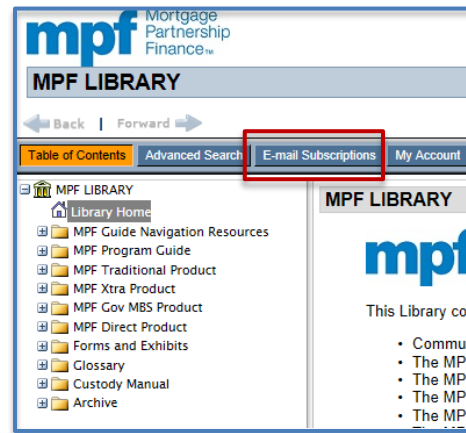 mpf Mortgage
Partnership
Finance™
MPF LIBRARY
Back | Forward
Table of Contents Advanced Search E-mail Subscriptions My Account
MPF LIBRARY
Library Home
MPF Guide Navigation Resources
MPF Program Guide
MPF Traditional Product
MPF Xtra Product
MPF Gov MBS Product
MPF Direct Product
Forms and Exhibits
Glossary
Custody Manual
Archive
MPF LIBRARY
mpf
This Library co
• Commu
• The MP
• The MP
• The MP
• The MP